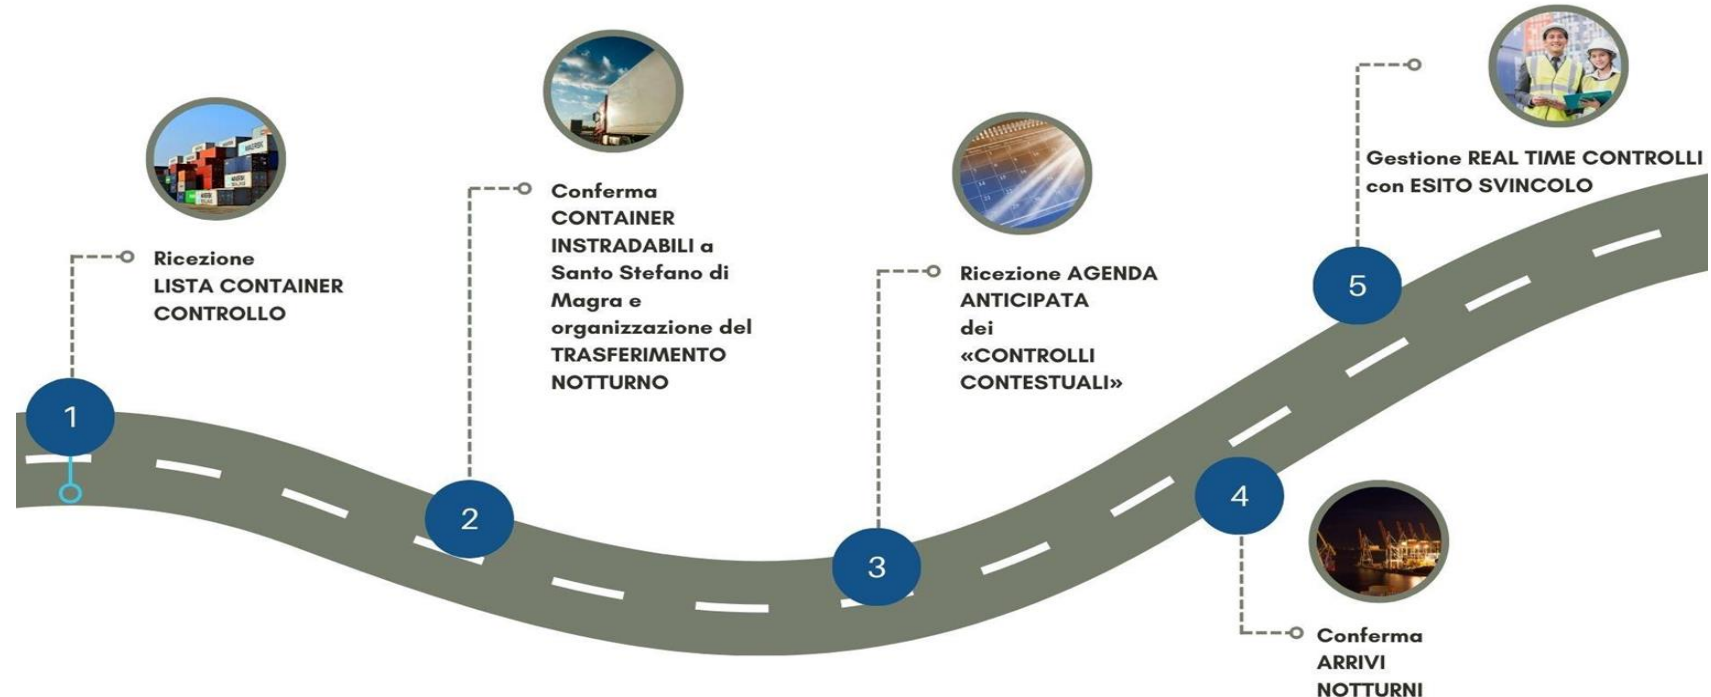 1
Ricezione
LISTA CONTAINER
CONTROLLO
2
Conferma
CONTAINER
INSTRADABILI a
Santo Stefano di
Magra e
organizzazione del
TRASFERIMENTO
NOTTURNO
3
Ricezione AGENDA
ANTICIPATA
dei
«CONTROLLI
CONTESTUALI»
4
Conferma
ARRIVI
NOTTURNI
5
Gestione REAL TIME CONTROLLI
con ESITO SVINCOLO